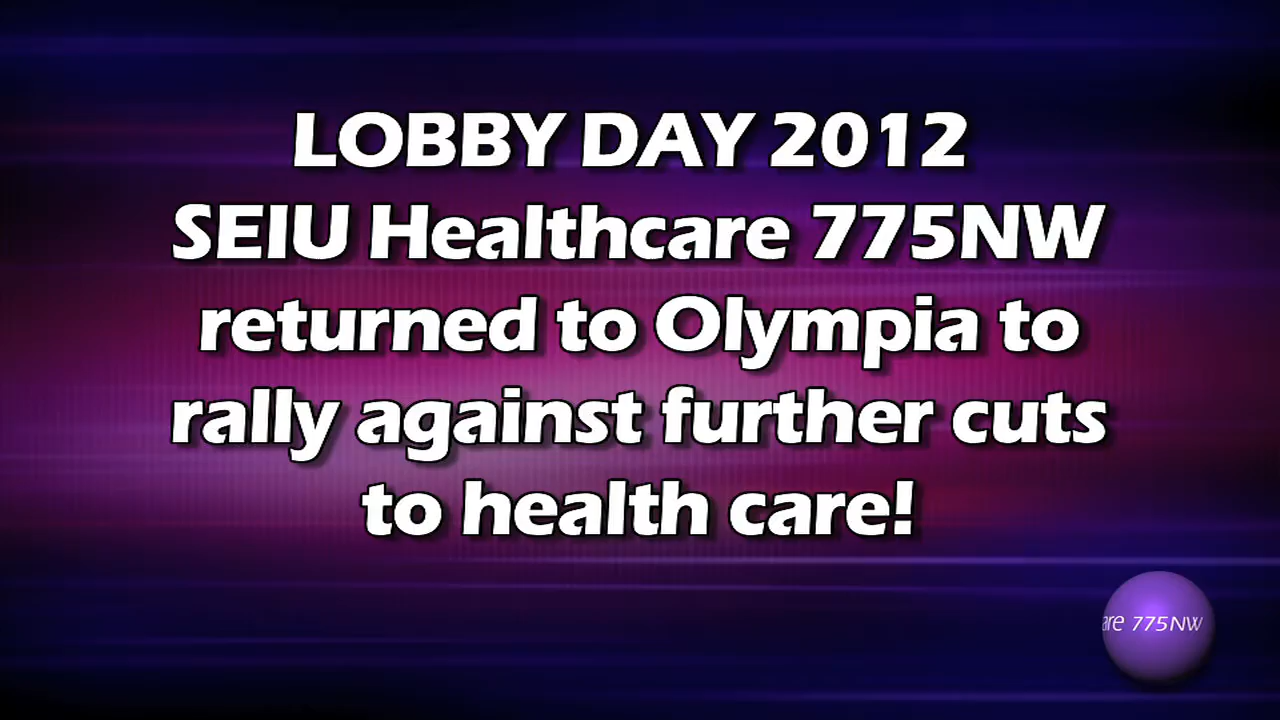 LOBBY DAY 2012
SEIU Healthcare 775NW
returned to Olympia to
rally against further cuts
to health care!
are 775NW